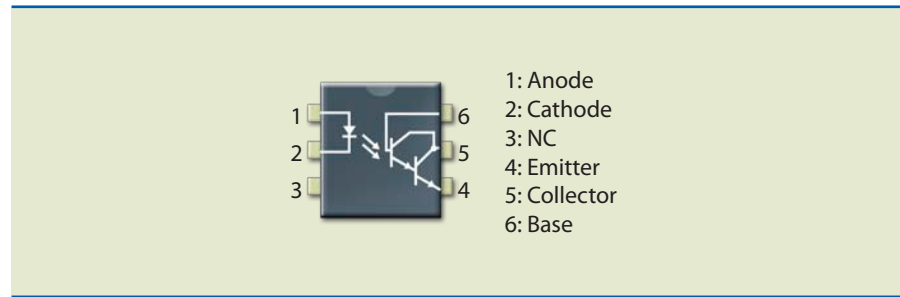 1
2
3
6
5
4
1: Anode
2: Cathode
3: NC
4: Emitter
5: Collector
6: Base